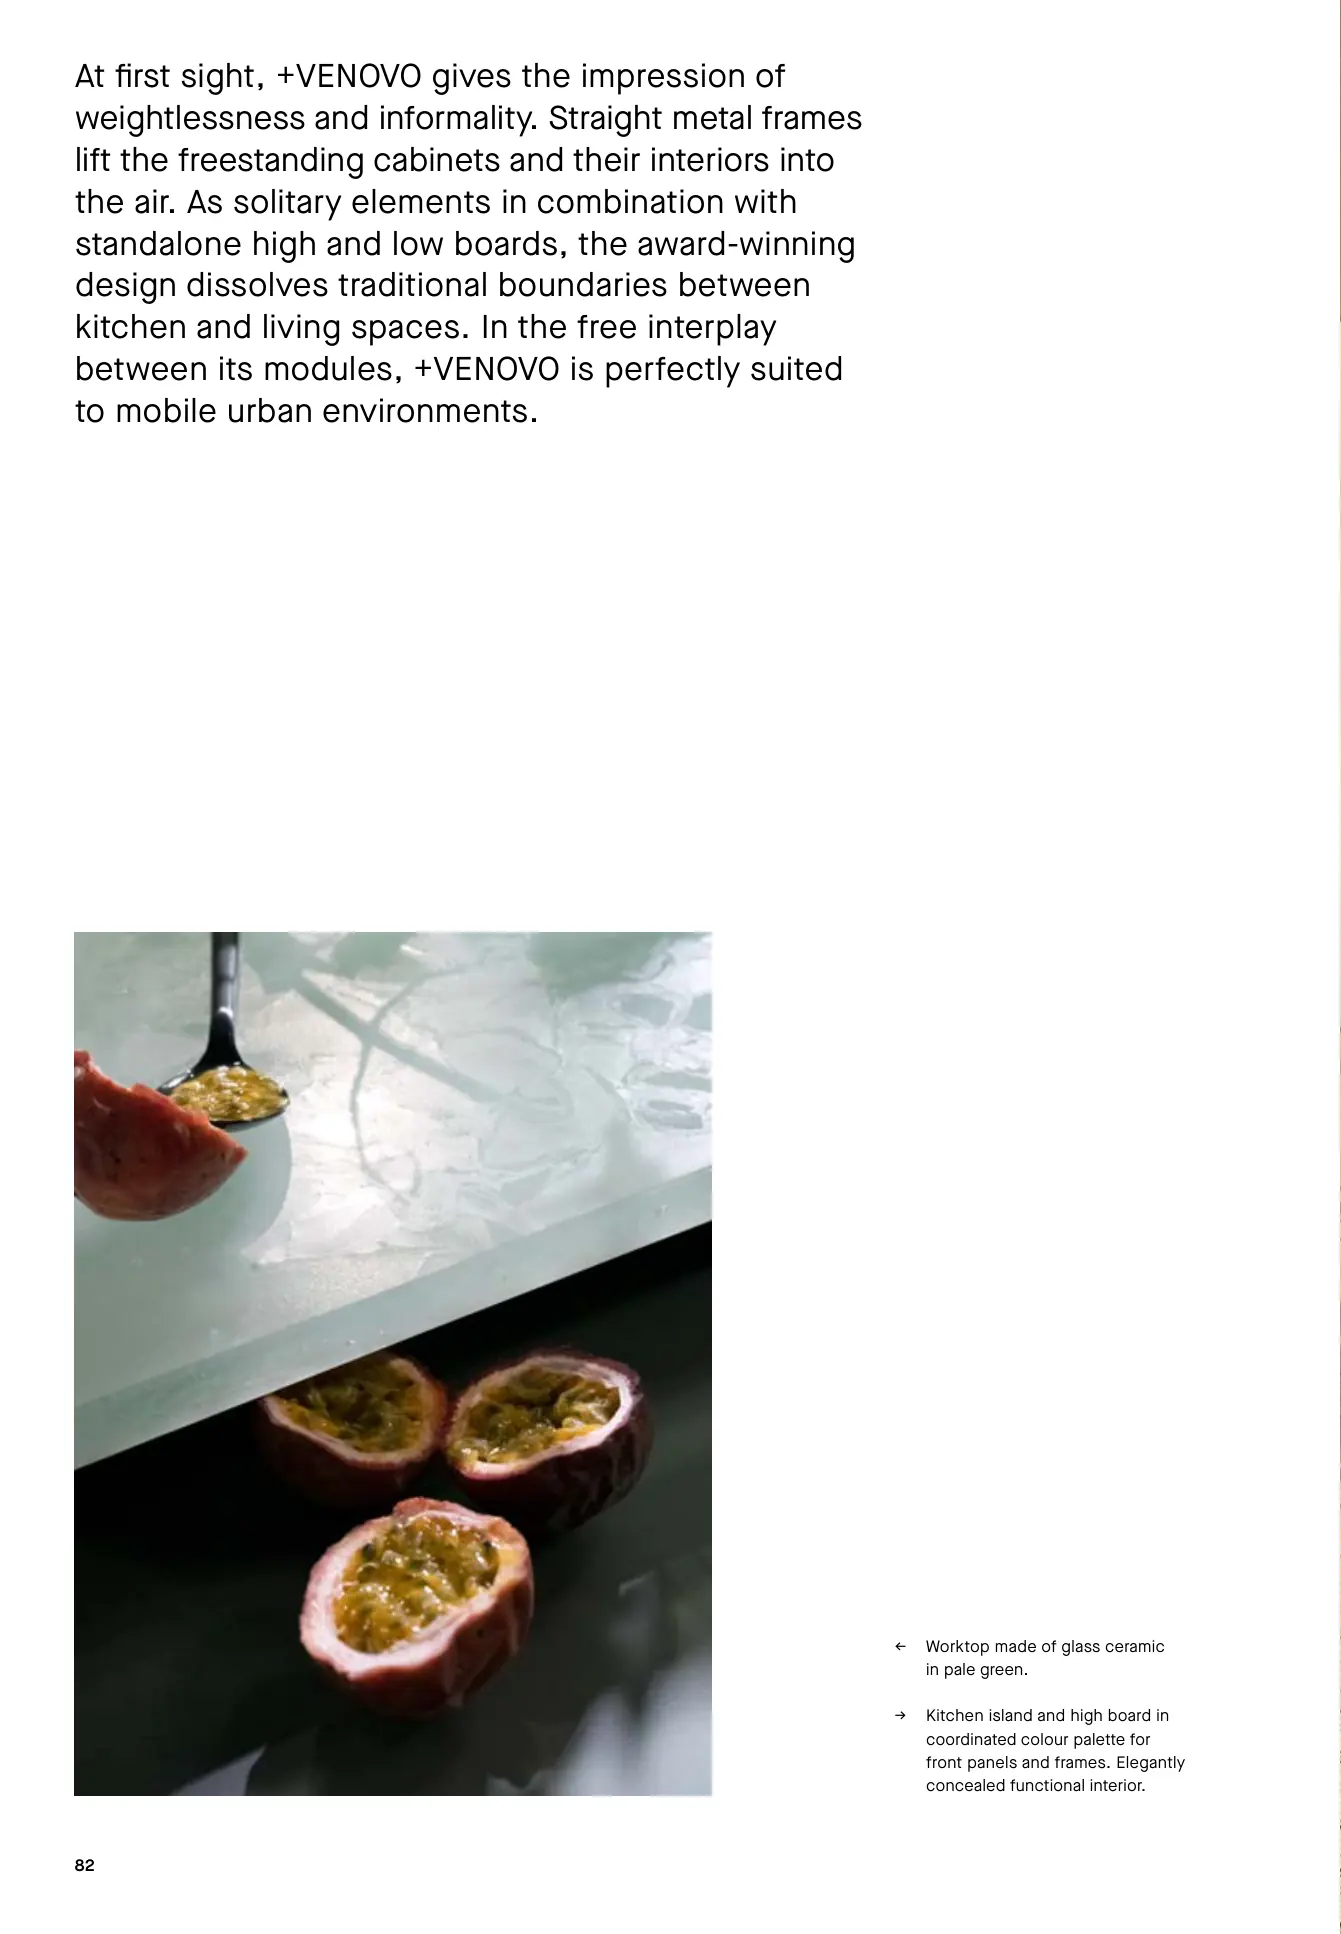 At first sight, +VENOVO gives the impression of
weightlessness and informality. Straight metal frames
lift the freestanding cabinets and their interiors into
the air. As solitary elements in combination with
standalone high and low boards, the award-winning
design dissolves traditional boundaries between
kitchen and living spaces. In the free interplay
between its modules, +VENOVO is perfectly suited
to mobile urban environments.
← Worktop made of glass ceramic
in pale green.
→ Kitchen island and high board in
coordinated colour palette for
front panels and frames. Elegantly
concealed functional interior.
82